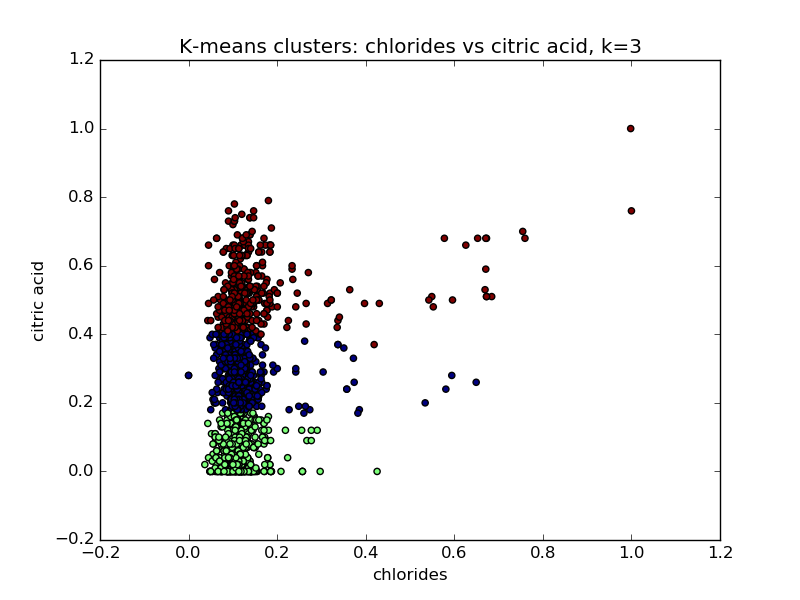 K-means clusters: chlorides vs citric acid, k=3
1.2
1.0
0.8
0.6
0.4
0.2
0.0
−0.2
citric acid
−0.2 0.0 0.2 0.4 0.6 0.8 1.0 1.2
chlorides